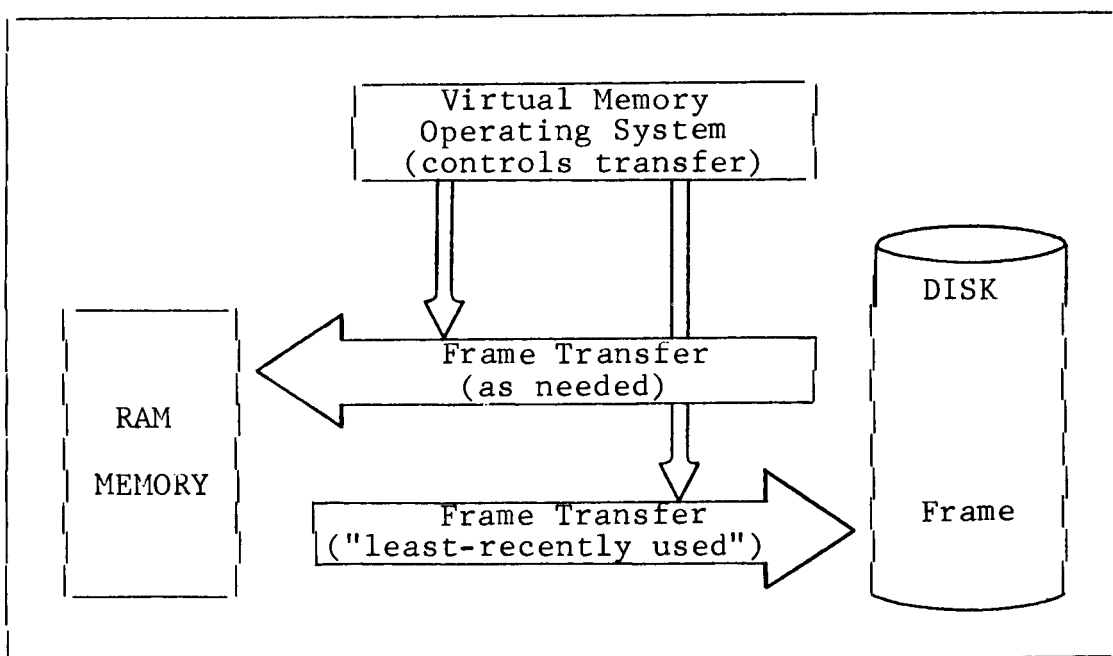 Virtual Memory
Operating System
(controls transfer)
DISK
Frame Transfer
(as needed)
RAM
MEMORY
Frame Transfer
("least-recently used")
Frame